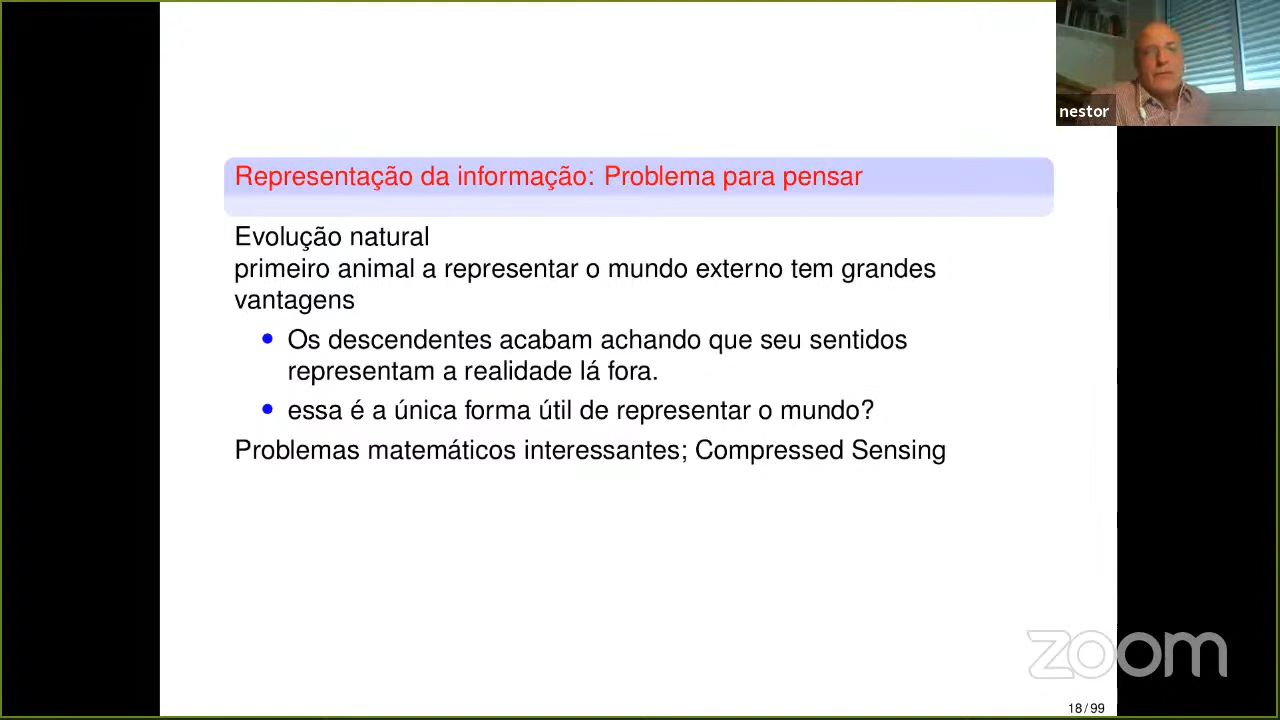 nestor
Representação da informação: Problema para pensar
Evolução natural
primeiro animal a representar o mundo externo tem grandes
vantagens
Os descendentes acabam achando que seu sentidos
representam a realidade lá fora.
essa é a única forma útil de representar o mundo?
Problemas matemáticos interessantes; Compressed Sensing
zoom
18/99